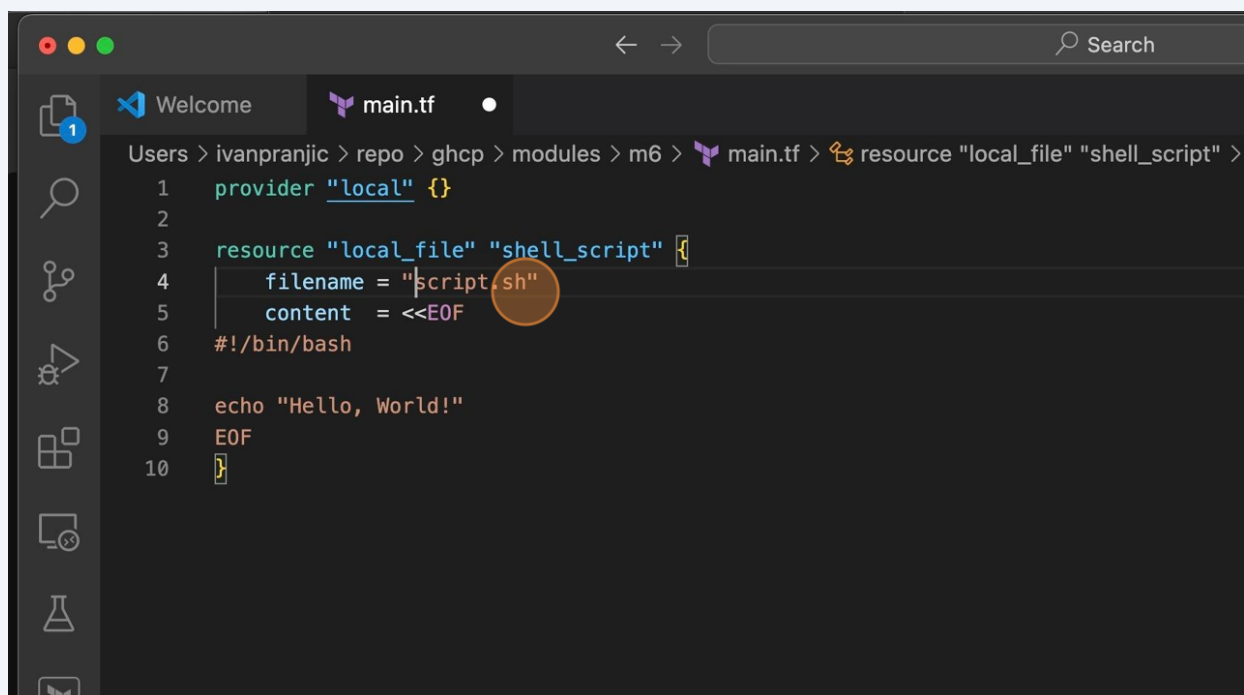 Search
1
Welcome
main.tf
Users > ivanpranjic > repo > ghcp > modules > m6 > main.tf > resource "local_file" "shell_script" >
1 provider "local" {}
2
3 resource "local_file" "shell_script" {
4     filename = "script.sh"
5     content  = <<EOF
6 #!/bin/bash
7
8 echo "Hello, World!"
9 EOF
10 }